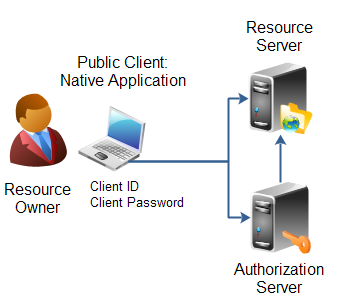 Resource
Server
Public Client:
Native Application
Resource
Owner
Client ID
Client Password
Authorization
Server